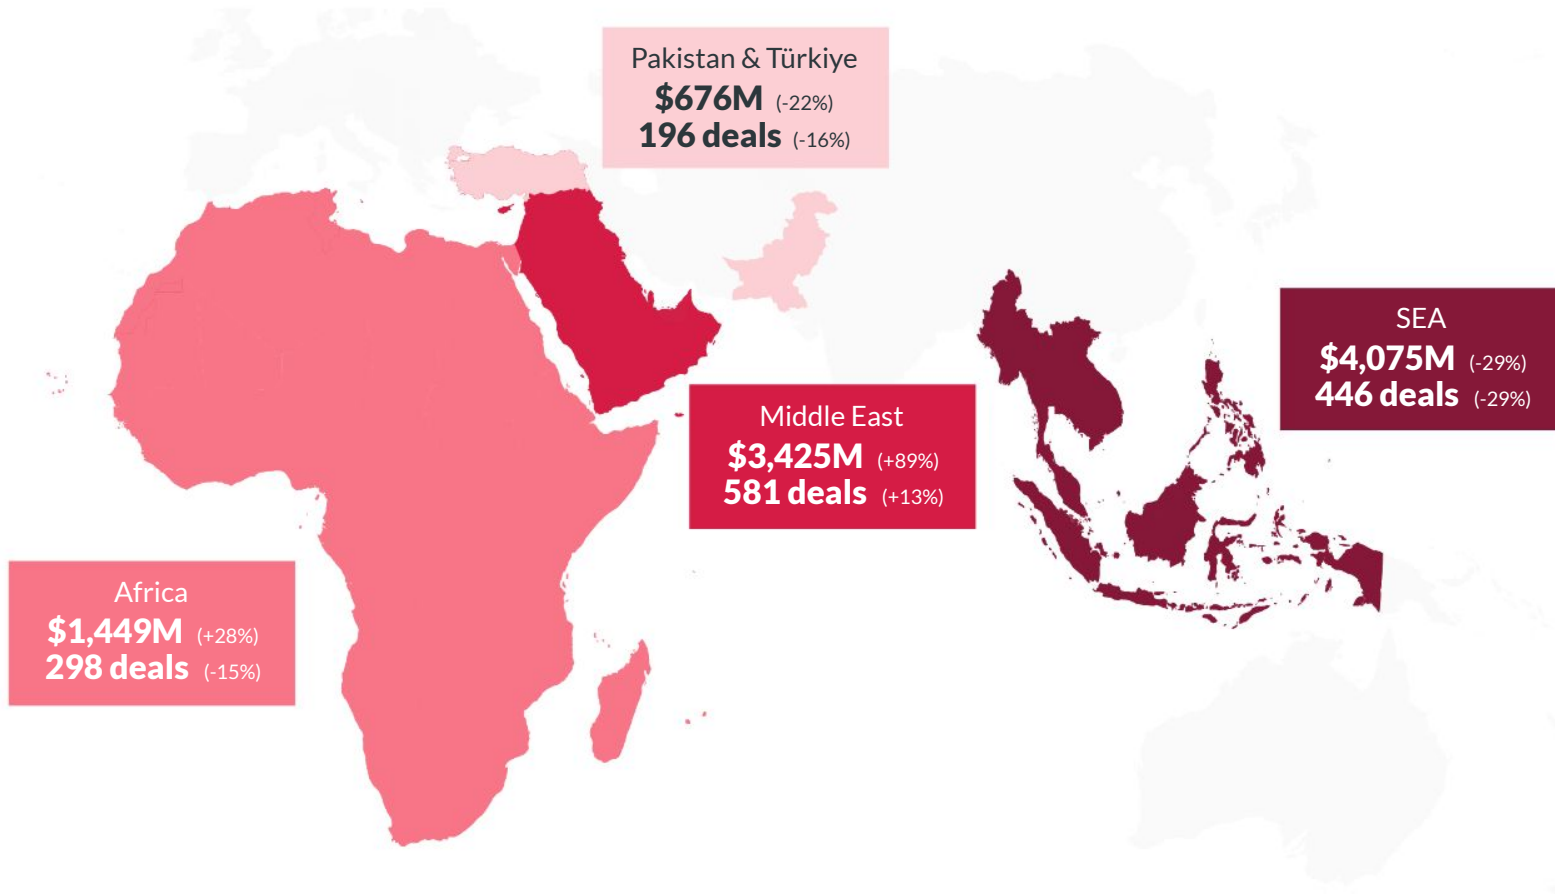 Pakistan & Türkiye
$676M (-22%)
196 deals (-16%)
SEA
$4,075M (-29%)
446 deals (-29%)
Middle East
$3,425M (+89%)
581 deals (+13%)
Africa
$1,449M (+28%)
298 deals (-15%)